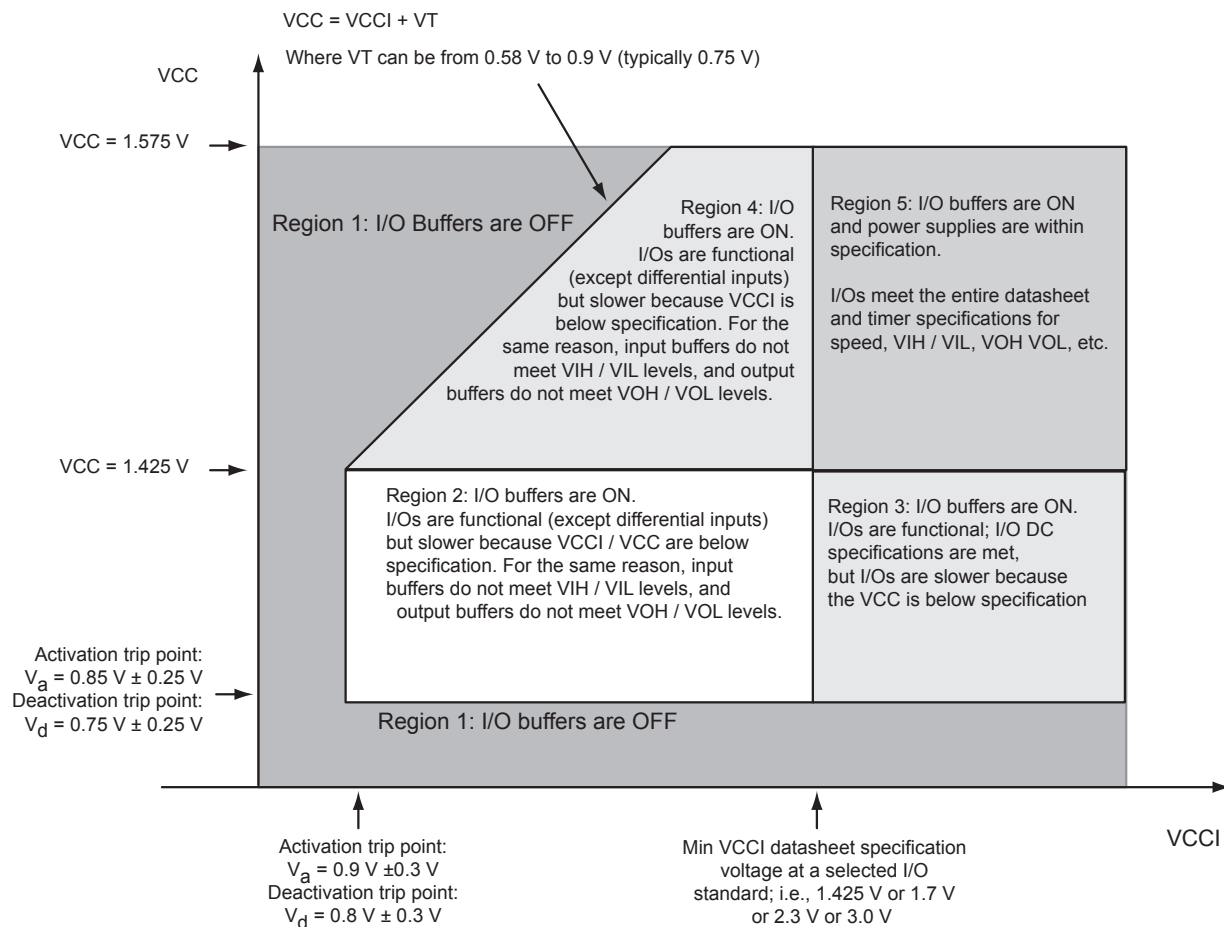 VCC = VCCI + VT
Where VT can be from 0.58 V to 0.9 V (typically 0.75 V)
VCC
VCC = 1.575 V
Region 1: I/O Buffers are OFF
Region 4: I/O
buffers are ON.
I/Os are functional
(except differential inputs)
but slower because VCCI is
below specification. For the
same reason, input buffers do not
meet VIH / VIL levels, and output
buffers do not meet VOH / VOL levels.
Region 5: I/O buffers are ON
and power supplies are within
specification.
I/Os meet the entire datasheet
and timer specifications for
speed, VIH / VIL, VOH VOL, etc.
VCC = 1.425 V
Region 2: I/O buffers are ON.
I/Os are functional (except differential inputs)
but slower because VCCI / VCC are below
specification. For the same reason, input
buffers do not meet VIH / VIL levels, and
output buffers do not meet VOH / VOL levels.
Region 3: I/O buffers are ON.
I/Os are functional; I/O DC
specifications are met,
but I/Os are slower because
the VCC is below specification
Activation trip point:
Va = 0.85 V ± 0.25 V
Deactivation trip point:
Vd = 0.75 V ± 0.25 V
Region 1: I/O buffers are OFF
VCCI
Activation trip point:
Va = 0.9 V ±0.3 V
Deactivation trip point:
Vd = 0.8 V ± 0.3 V
Min VCCI datasheet specification
voltage at a selected I/O
standard; i.e., 1.425 V or 1.7 V
or 2.3 V or 3.0 V